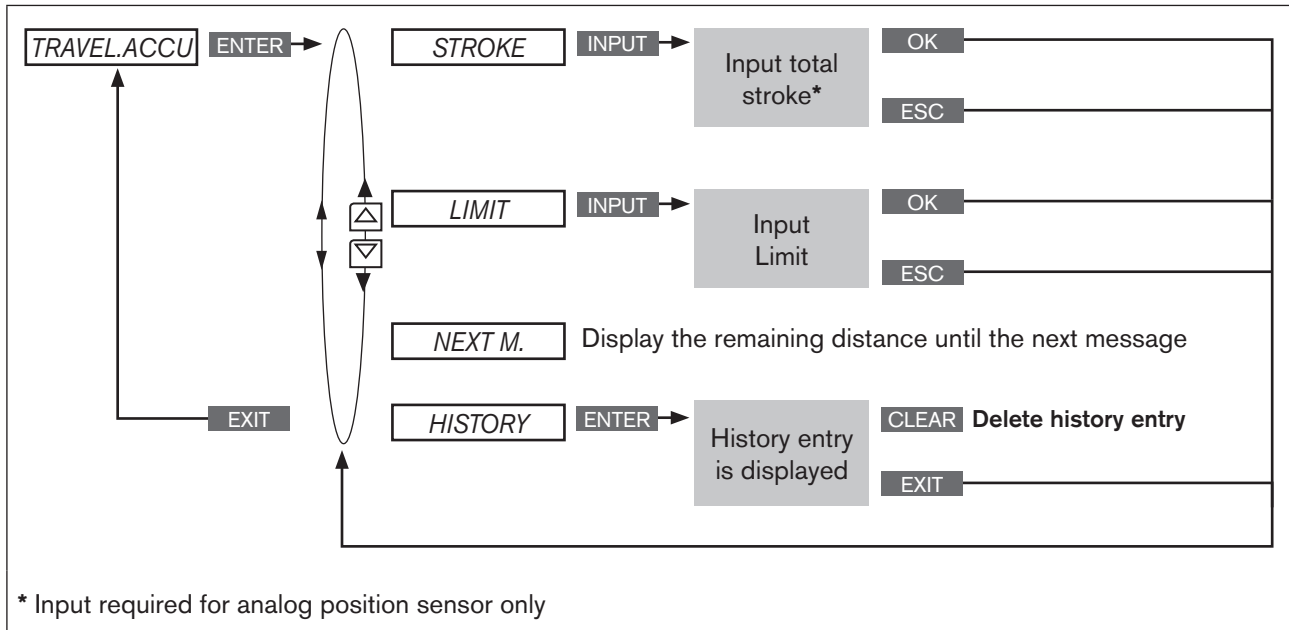 TRAVEL.ACCU ENTER STROKE INPUT Input total stroke* OK
ESC
LIMIT INPUT Input Limit OK
ESC
NEXT M. Display the remaining distance until the next message
EXIT HISTORY ENTER History entry is displayed CLEAR Delete history entry
EXIT
* Input required for analog position sensor only